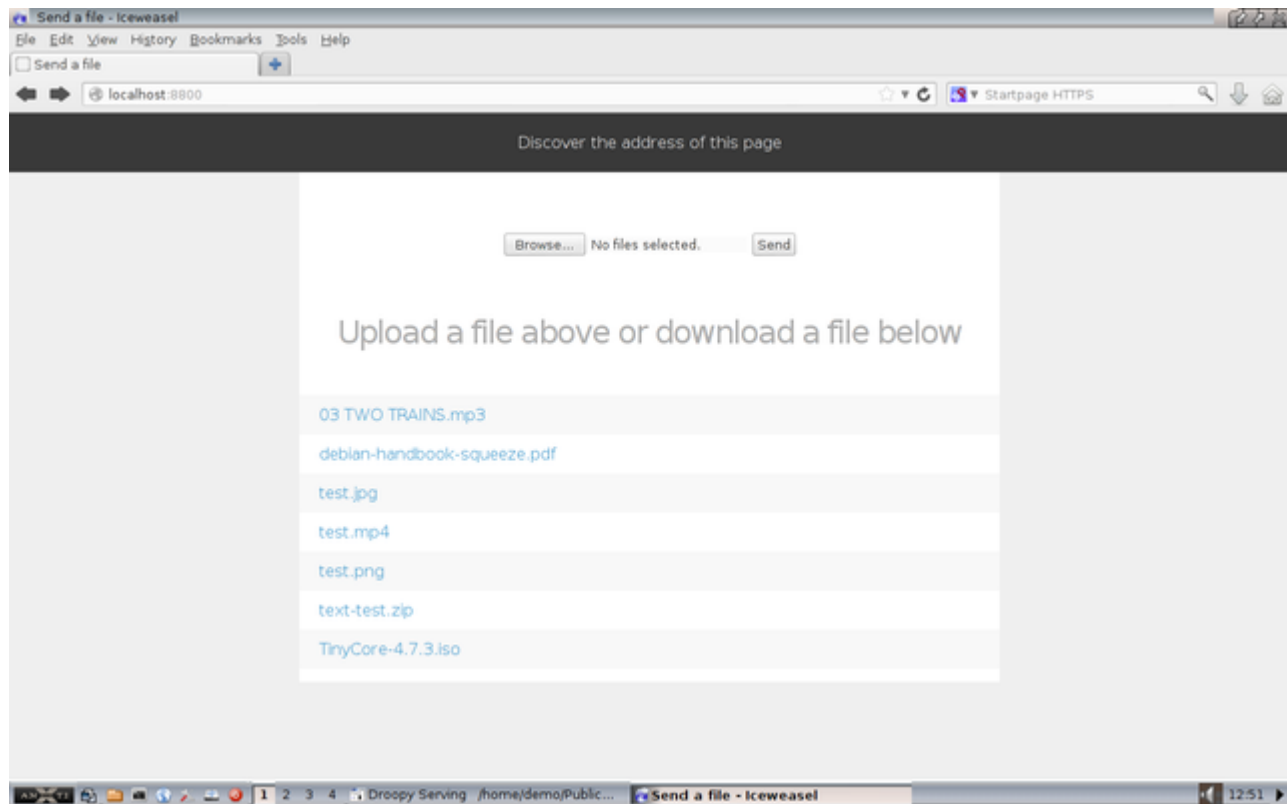 Send a file - Iceweasel
File Edit View History Bookmarks Tools Help
Send a file
localhost:8800
Startpage HTTPS
Discover the address of this page
Browse... No files selected. Send
Upload a file above or download a file below
03 TWO TRAINS.mp3
debian-handbook-squeeze.pdf
test.jpg
test.mp4
test.png
text-test.zip
TinyCore-4.7.3.iso
1 2 3 4 Droopy Serving /home/demo/Public... Send a file - Iceweasel 12:51